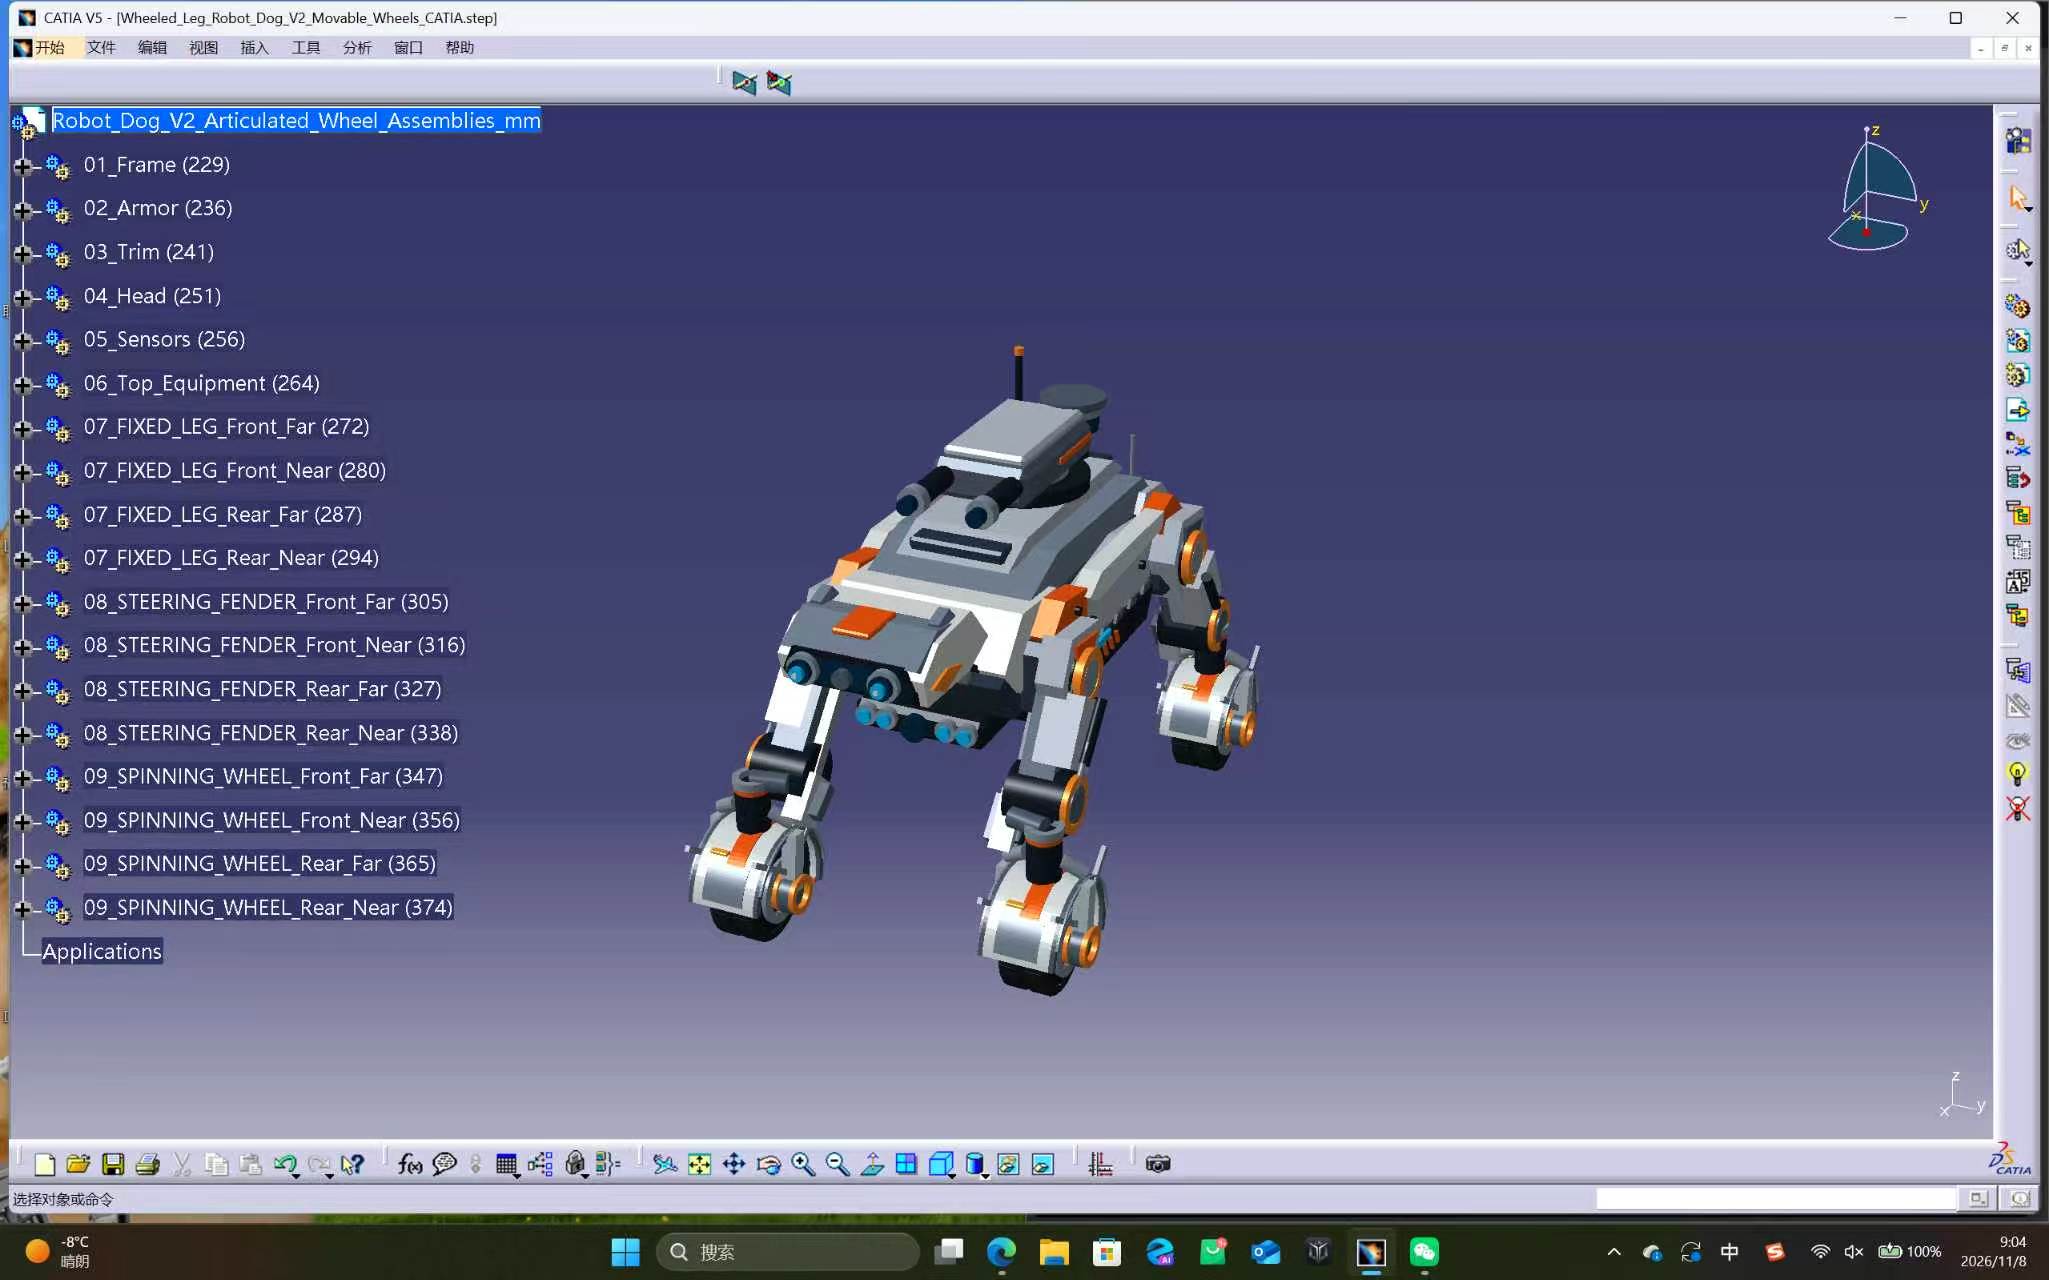 CATIA V5 - [Wheeled_Leg_Robot_Dog_V2_Movable_Wheels_CATIA.step]
开始 文件 编辑 视图 插入 工具 分析 窗口 帮助
Robot_Dog_V2_Articulated_Wheel_Assemblies_mm
01_Frame (229)
02_Armor (236)
03_Trim (241)
04_Head (251)
05_Sensors (256)
06_Top_Equipment (264)
07_FIXED_LEG_Front_Far (272)
07_FIXED_LEG_Front_Near (280)
07_FIXED_LEG_Rear_Far (287)
07_FIXED_LEG_Rear_Near (294)
08_STEERING_FENDER_Front_Far (305)
08_STEERING_FENDER_Front_Near (316)
08_STEERING_FENDER_Rear_Far (327)
08_STEERING_FENDER_Rear_Near (338)
09_SPINNING_WHEEL_Front_Far (347)
09_SPINNING_WHEEL_Front_Near (356)
09_SPINNING_WHEEL_Rear_Far (365)
09_SPINNING_WHEEL_Rear_Near (374)
Applications
z
y
x
z
x y
f(x)
CATIA
选择对象或命令
-8°C
晴朗
搜索
中
100%
9:04
2026/11/8